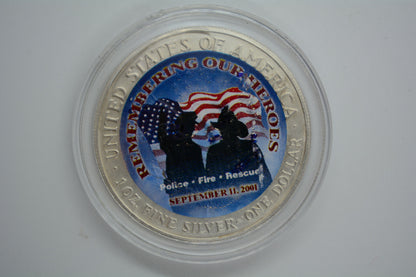 UNITED STATES OF AMERICA
REMEMBERING OUR HEROES
Police • Fire • Rescue
SEPTEMBER 11, 2001
1 OZ. FINE SILVER • ONE DOLLAR